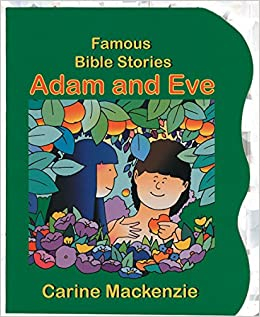 Famous
Bible Stories
Adam and Eve
Carine Mackenzie